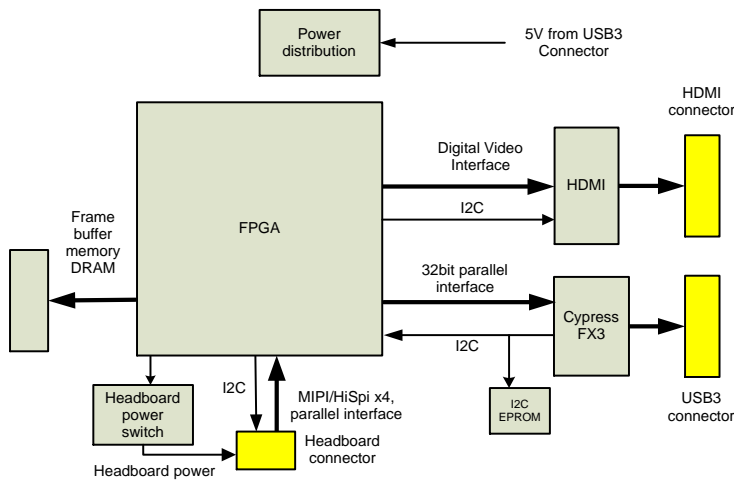 Power
distribution
5V from USB3
Connector
HDMI
connector
Digital Video
Interface
HDMI
I2C
FPGA
Frame
buffer
memory
DRAM
32bit parallel
interface
Cypress
FX3
I2C
I2C
EPROM
USB3
connector
Headboard
power
switch
I2C
MIPI/HiSpi x4,
parallel interface
Headboard
connector
Headboard power